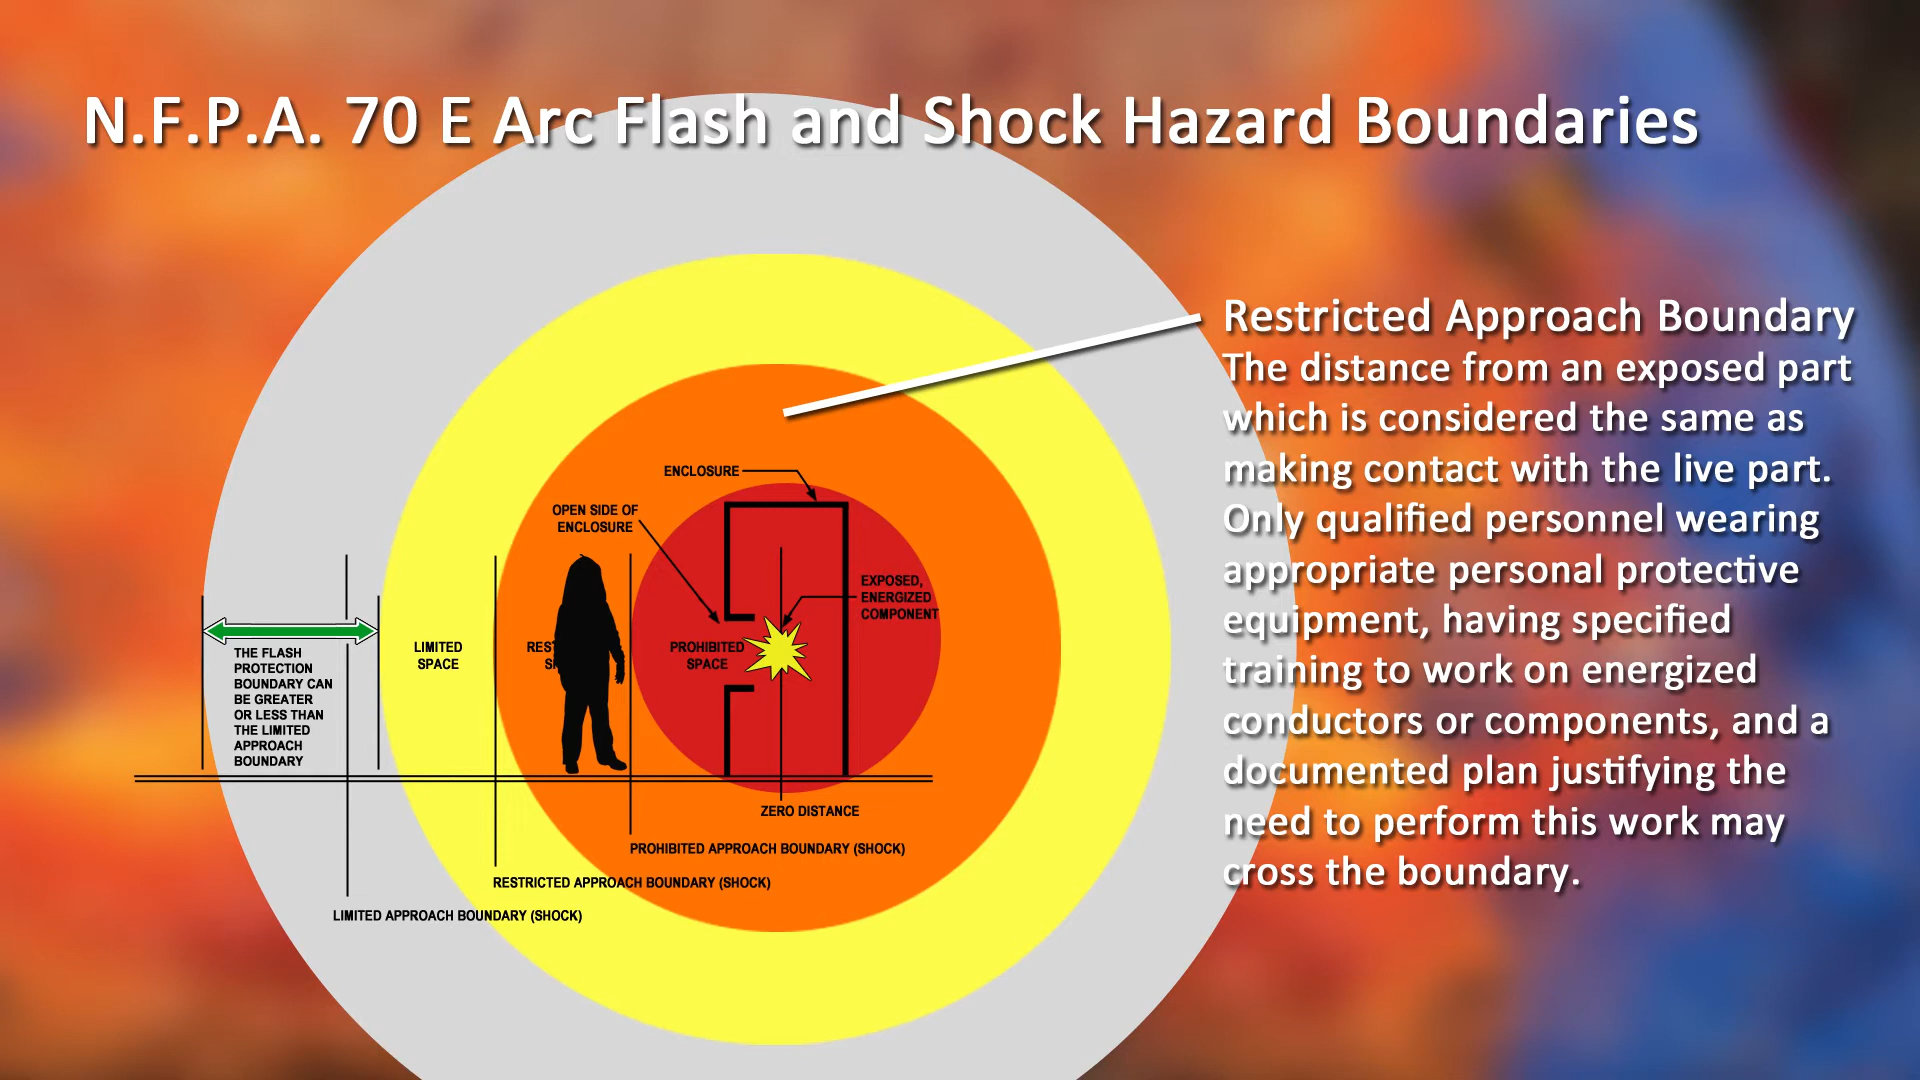 N.F.P.A. 70 E Arc Flash and Shock Hazard Boundaries
Restricted Approach Boundary
The distance from an exposed part
which is considered the same as
making contact with the live part.
Only qualified personnel wearing
appropriate personal protective
equipment, having specified
training to work on energized
conductors or components, and a
documented plan justifying the
need to perform this work may
cross the boundary.
ENCLOSURE
OPEN SIDE OF
ENCLOSURE
EXPOSED,
ENERGIZED
COMPONENT
THE FLASH
PROTECTION
BOUNDARY CAN
BE GREATER
OR LESS THAN
THE LIMITED
APPROACH
BOUNDARY
LIMITED
SPACE
PROHIBITED
SPACE
ZERO DISTANCE
PROHIBITED APPROACH BOUNDARY (SHOCK)
RESTRICTED APPROACH BOUNDARY (SHOCK)
LIMITED APPROACH BOUNDARY (SHOCK)